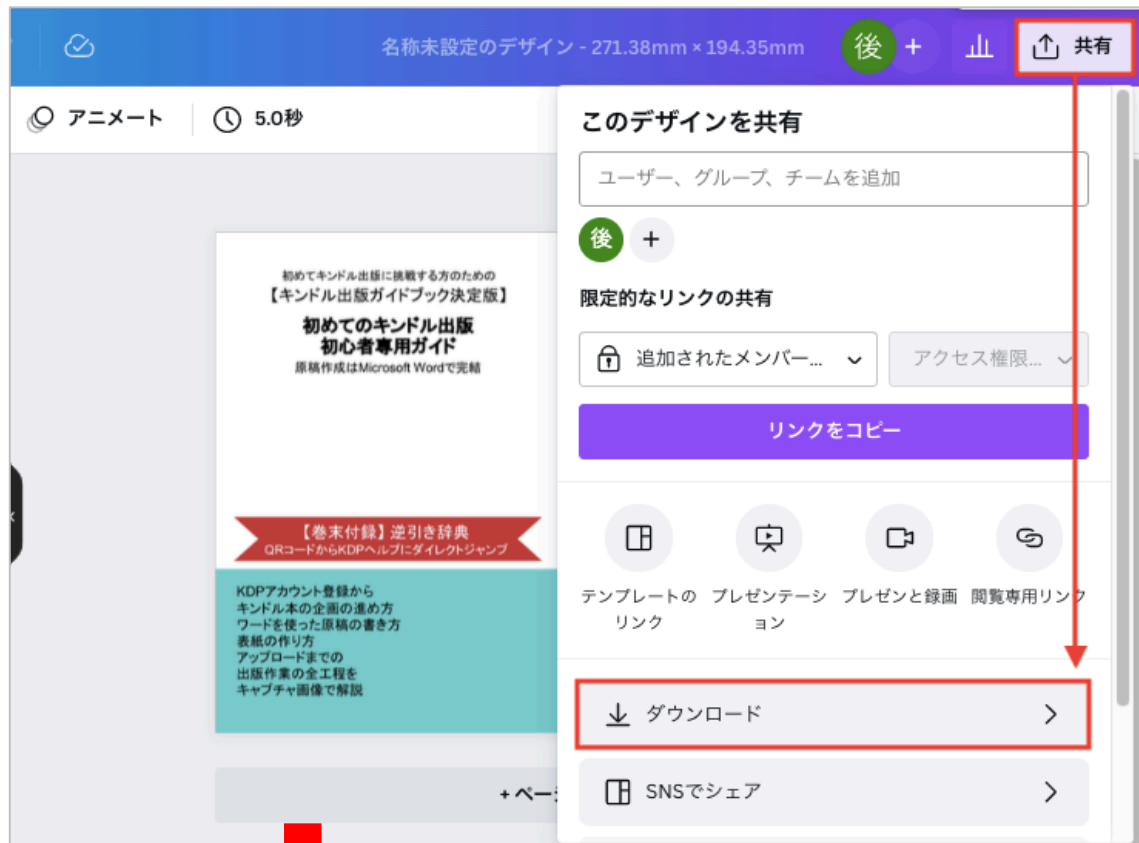 名称未設定のデザイン - 271.38mm × 194.35mm
後
+
共有
アニメート
5.0秒
このデザインを共有
ユーザー、グループ、チームを追加
後
+
限定的なリンクの共有
追加されたメンバー...
アクセス権限...
リンクをコピー
テンプレートの
リンク
プレゼンテーシ
ョン
プレゼンと録画
閲覧専用リンク
ダウンロード
SNSでシェア
初めてキンドル出版に挑戦する方のための
【キンドル出版ガイドブック決定版】
初めてのキンドル出版
初心者専用ガイド
原稿作成はMicrosoft Wordで完結
【巻末付録】逆引き辞典
QRコードからKDPヘルプにダイレクトジャンプ
KDPアカウント登録から
キンドル本の企画の進め方
ワードを使った原稿の書き方
表紙の作り方
アップロードまでの
出版作業の全工程を
キャプチャ画像で解説
+ ペー